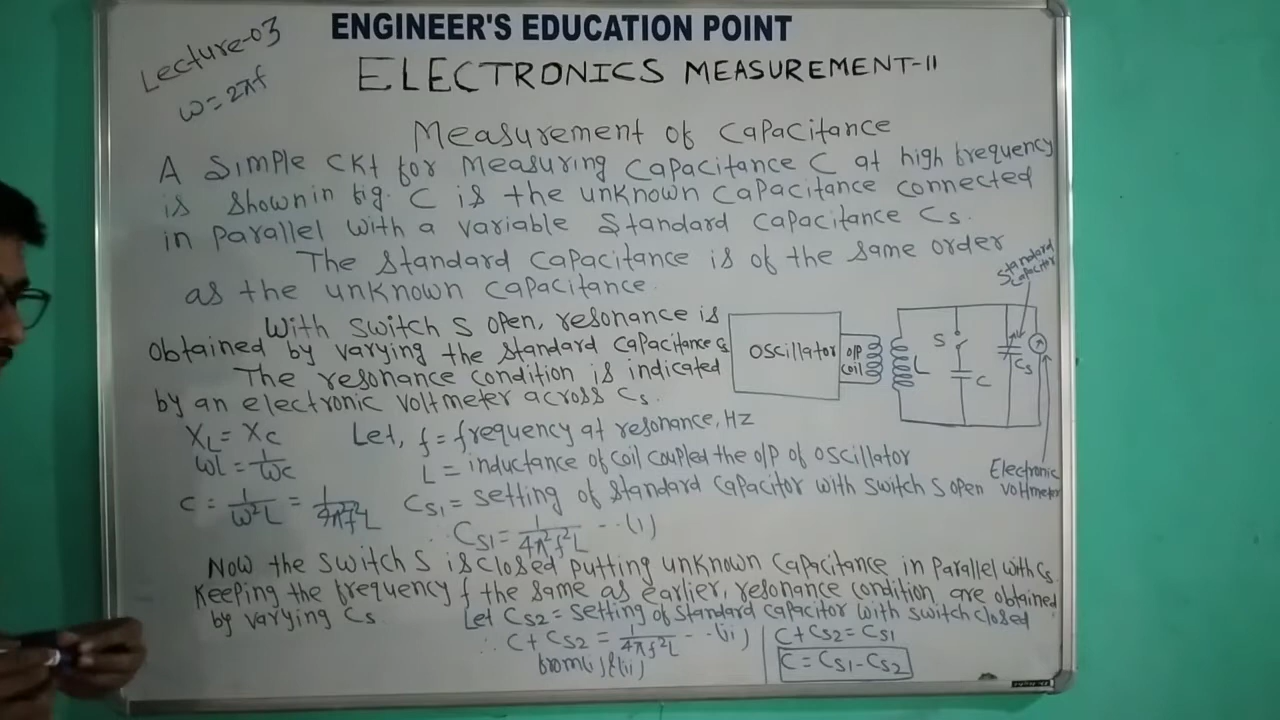 Lecture-03
ω=2πf
ENGINEER'S EDUCATION POINT
ELECTRONICS MEASUREMENT-II
Measurement of Capacitance
A Simple CKt for Measuring Capacitance C at high frequency
is shown in fig. C is the unknown Capacitance connected
in Parallel with a variable Standard Capacitance Cs.
The Standard Capacitance is of the same order
as the unknown capacitance.
With switch S open, resonance is
obtained by varying the standard capacitance Cs
The resonance condition is indicated
by an electronic voltmeter across Cs.
Oscillator
O/P
Coil
L
S
C
Cs
Standard
Capacitor
Electronic
voltmeter
XL = XC
ωL = 1/ωC
C = 1/ω²L = 1/4π²f²L
Let, f = frequency at resonance, Hz
L = inductance of coil coupled the O/P of oscillator
CS1 = setting of Standard Capacitor with switch S open
∴ CS1 = 1/4π²f²L --(i)
Now the switch S is closed putting unknown capacitance in parallel with Cs
Keeping the frequency f the same as earlier, resonance condition are obtained
by varying Cs
Let CS2 = setting of standard capacitor with switch closed
∴ C + CS2 = 1/4πf²L --(ii)
from (i) & (ii)
C + CS2 = CS1
C = CS1 - CS2